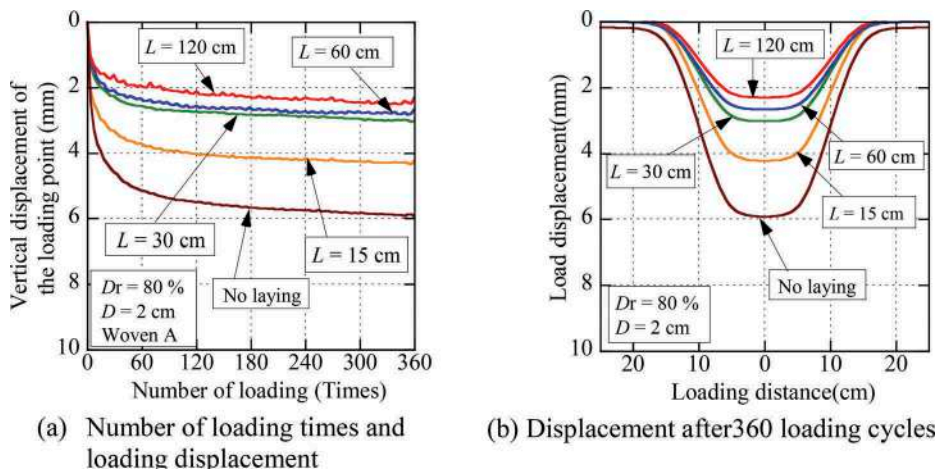 0
2
4
6
8
10
Vertical displacement of
the loading point (mm)
L = 120 cm
L = 60 cm
L = 30 cm
L = 15 cm
No laying
Dr = 80 %
D = 2 cm
Woven A
0 60 120 180 240 300 360
Number of loading (Times)
(a) Number of loading times and
loading displacement
0
2
4
6
8
10
Load displacement(mm)
L = 120 cm
L = 30 cm
L = 60 cm
L = 15 cm
No laying
Dr = 80 %
D = 2 cm
20 10 0 10 20
Loading distance(cm)
(b) Displacement after360 loading cycles